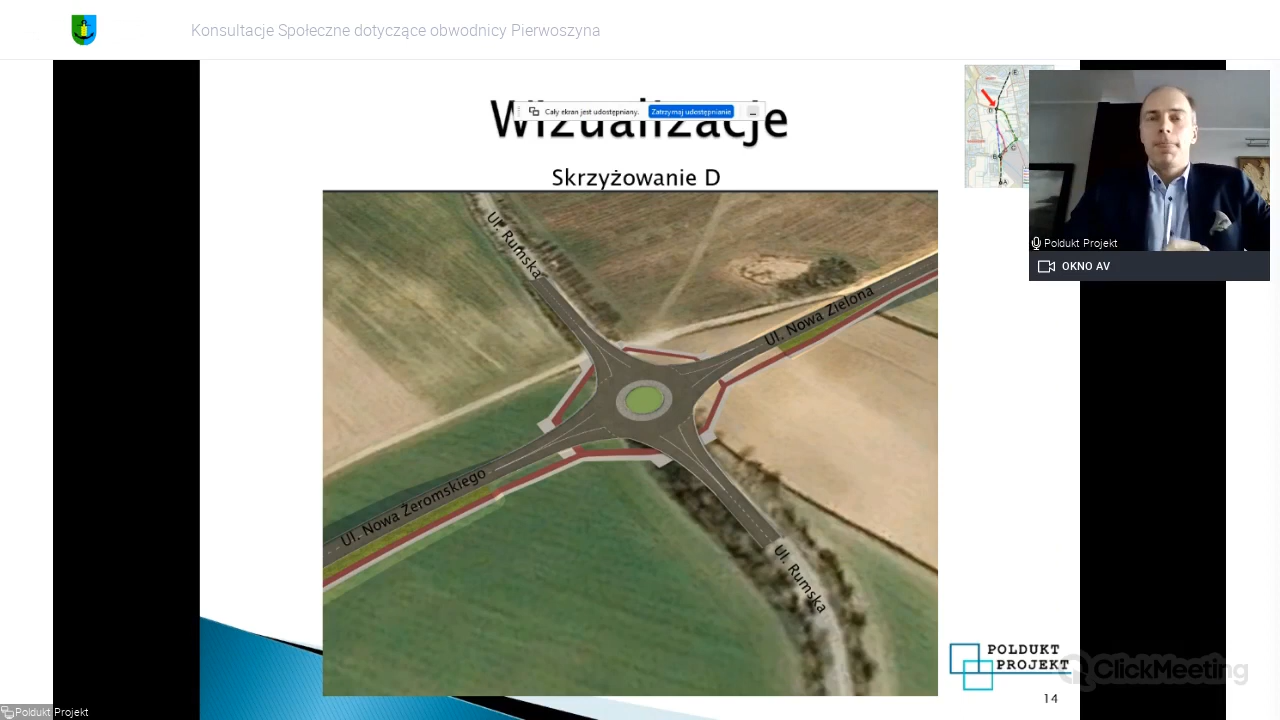 Konsultacje Społeczne dotyczące obwodnicy Pierwoszyna
Wizualizacje
Cały ekran jest udostępniany.
Zatrzymaj udostępnianie
Skrzyżowanie D
Ul. Rumska
Ul. Nowa Zielona
Ul. Nowa Żeromskiego
Ul. Rumska
Poldukt Projekt
OKNO AV
POLDUKT
PROJEKT
ClickMeeting
14
Poldukt Projekt